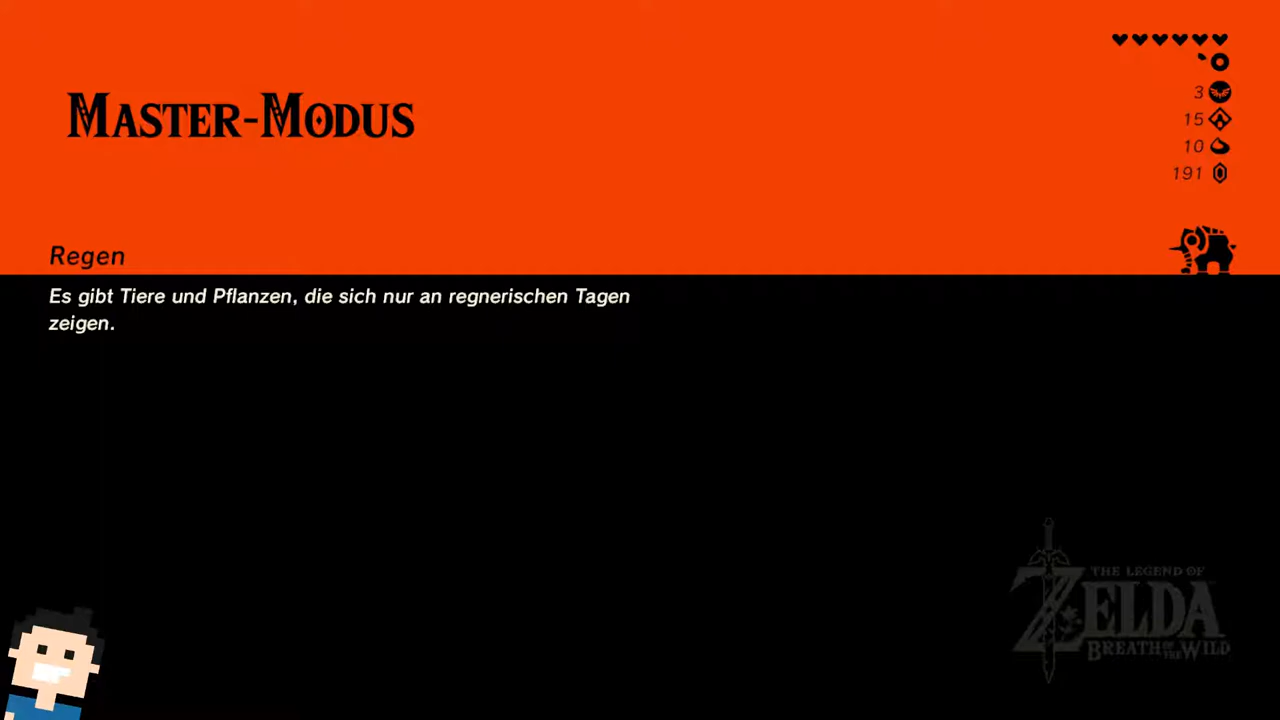 MASTER-MODUS
3
15
10
191
Regen
Es gibt Tiere und Pflanzen, die sich nur an regnerischen Tagen
zeigen.
THE LEGEND OF
ZELDA
BREATH OF THE WILD